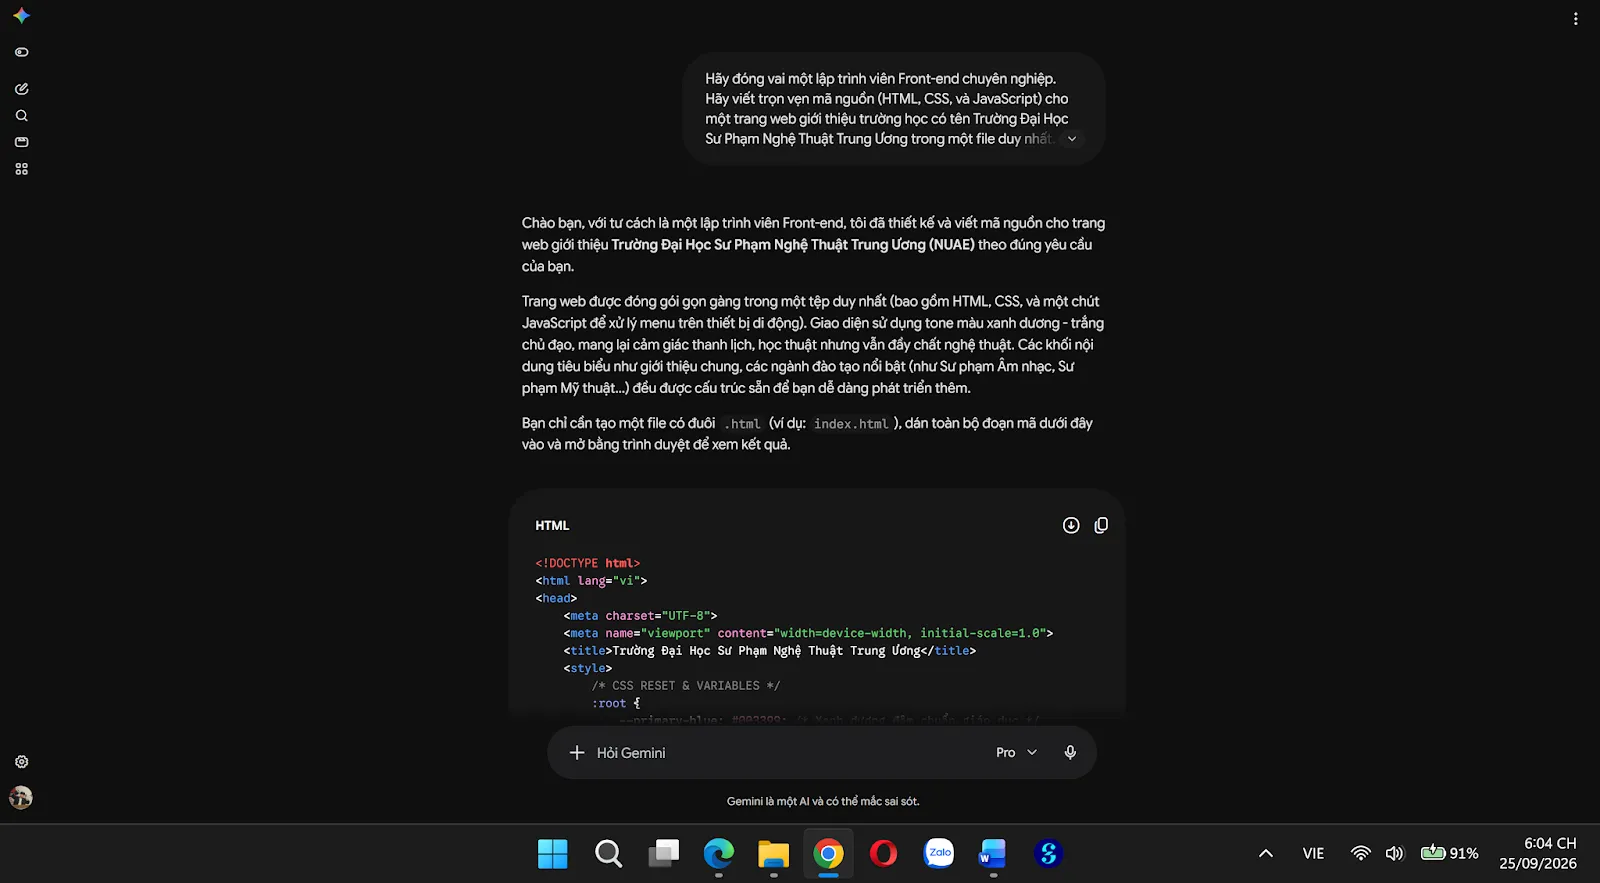 Hãy đóng vai một lập trình viên Front-end chuyên nghiệp.
Hãy viết trọn vẹn mã nguồn (HTML, CSS, và JavaScript) cho
một trang web giới thiệu trường học có tên Trường Đại Học
Sư Phạm Nghệ Thuật Trung Ương trong một file duy nhất.
Chào bạn, với tư cách là một lập trình viên Front-end, tôi đã thiết kế và viết mã nguồn cho trang
web giới thiệu Trường Đại Học Sư Phạm Nghệ Thuật Trung Ương (NUAE) theo đúng yêu cầu
của bạn.
Trang web được đóng gói gọn gàng trong một tệp duy nhất (bao gồm HTML, CSS, và một chút
JavaScript để xử lý menu trên thiết bị di động). Giao diện sử dụng tone màu xanh dương - trắng
chủ đạo, mang lại cảm giác thanh lịch, học thuật nhưng vẫn đầy chất nghệ thuật. Các khối nội
dung tiêu biểu như giới thiệu chung, các ngành đào tạo nổi bật (như Sư phạm Âm nhạc, Sư
phạm Mỹ thuật...) đều được cấu trúc sẵn để bạn dễ dàng phát triển thêm.
Bạn chỉ cần tạo một file có đuôi .html (ví dụ: index.html ), dán toàn bộ đoạn mã dưới đây
vào và mở bằng trình duyệt để xem kết quả.
HTML
<!DOCTYPE html>
<html lang="vi">
<head>
<meta charset="UTF-8">
<meta name="viewport" content="width=device-width, initial-scale=1.0">
<title>Trường Đại Học Sư Phạm Nghệ Thuật Trung Ương</title>
<style>
/* CSS RESET & VARIABLES */
:root {
--primary-blue: #003399; /* Xanh dương đậm chuẩn giáo dục */
Hỏi Gemini
Pro
Gemini là một AI và có thể mắc sai sót.
Zalo
W
VIE
91%
6:04 CH
25/09/2026